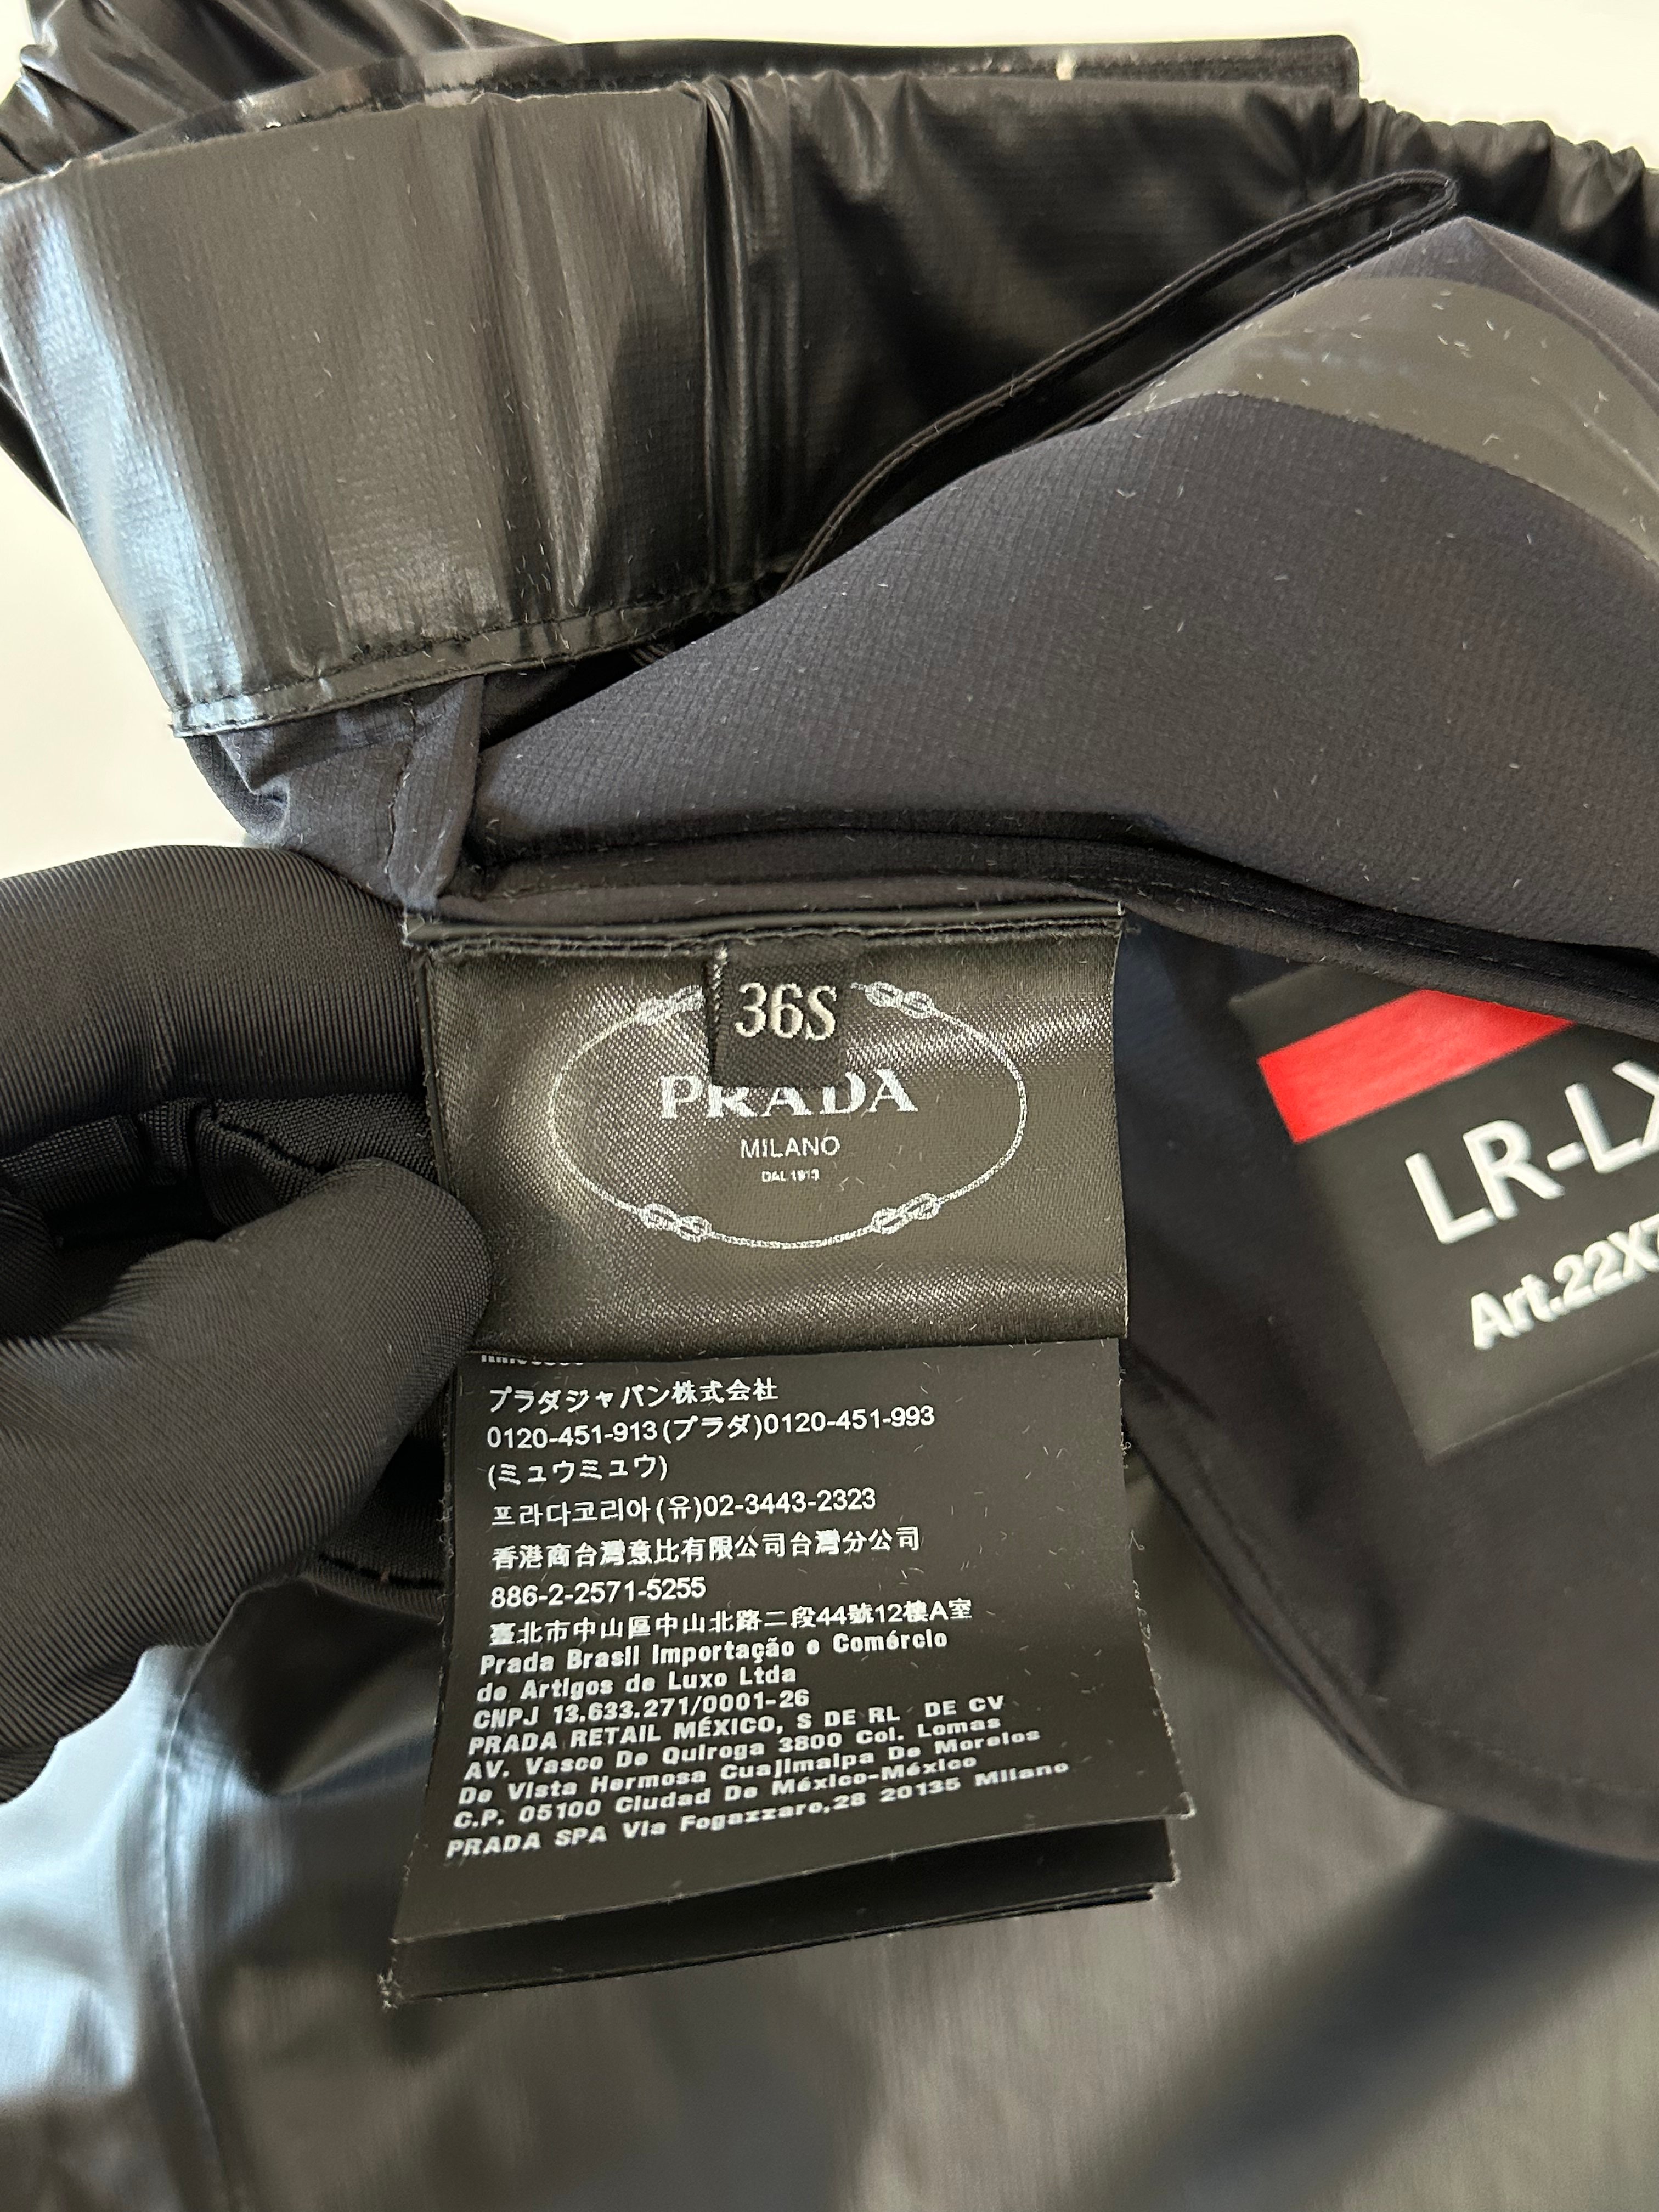 36S
PRADA
MILANO
DAL 1913
LR-LX
Art.22X
プラダジャパン株式会社
0120-451-913(プラダ)0120-451-993
(ミュウミュウ)
프라다코리아(유)02-3443-2323
香港商台灣意比有限公司台灣分公司
886-2-2571-5255
臺北市中山區中山北路二段44號12樓A室
Prada Brasil Importação e Comércio
de Artigos de Luxo Ltda
CNPJ 13.633.271/0001-26
PRADA RETAIL MÉXICO, S DE RL DE CV
AV. Vasco De Quiroga 3800 Col. Lomas
De Vista Hermosa Cuajimalpa De Morelos
C.P. 05100 Ciudad De México-México
PRADA SPA Via Fogazzaro,28 20135 Milano